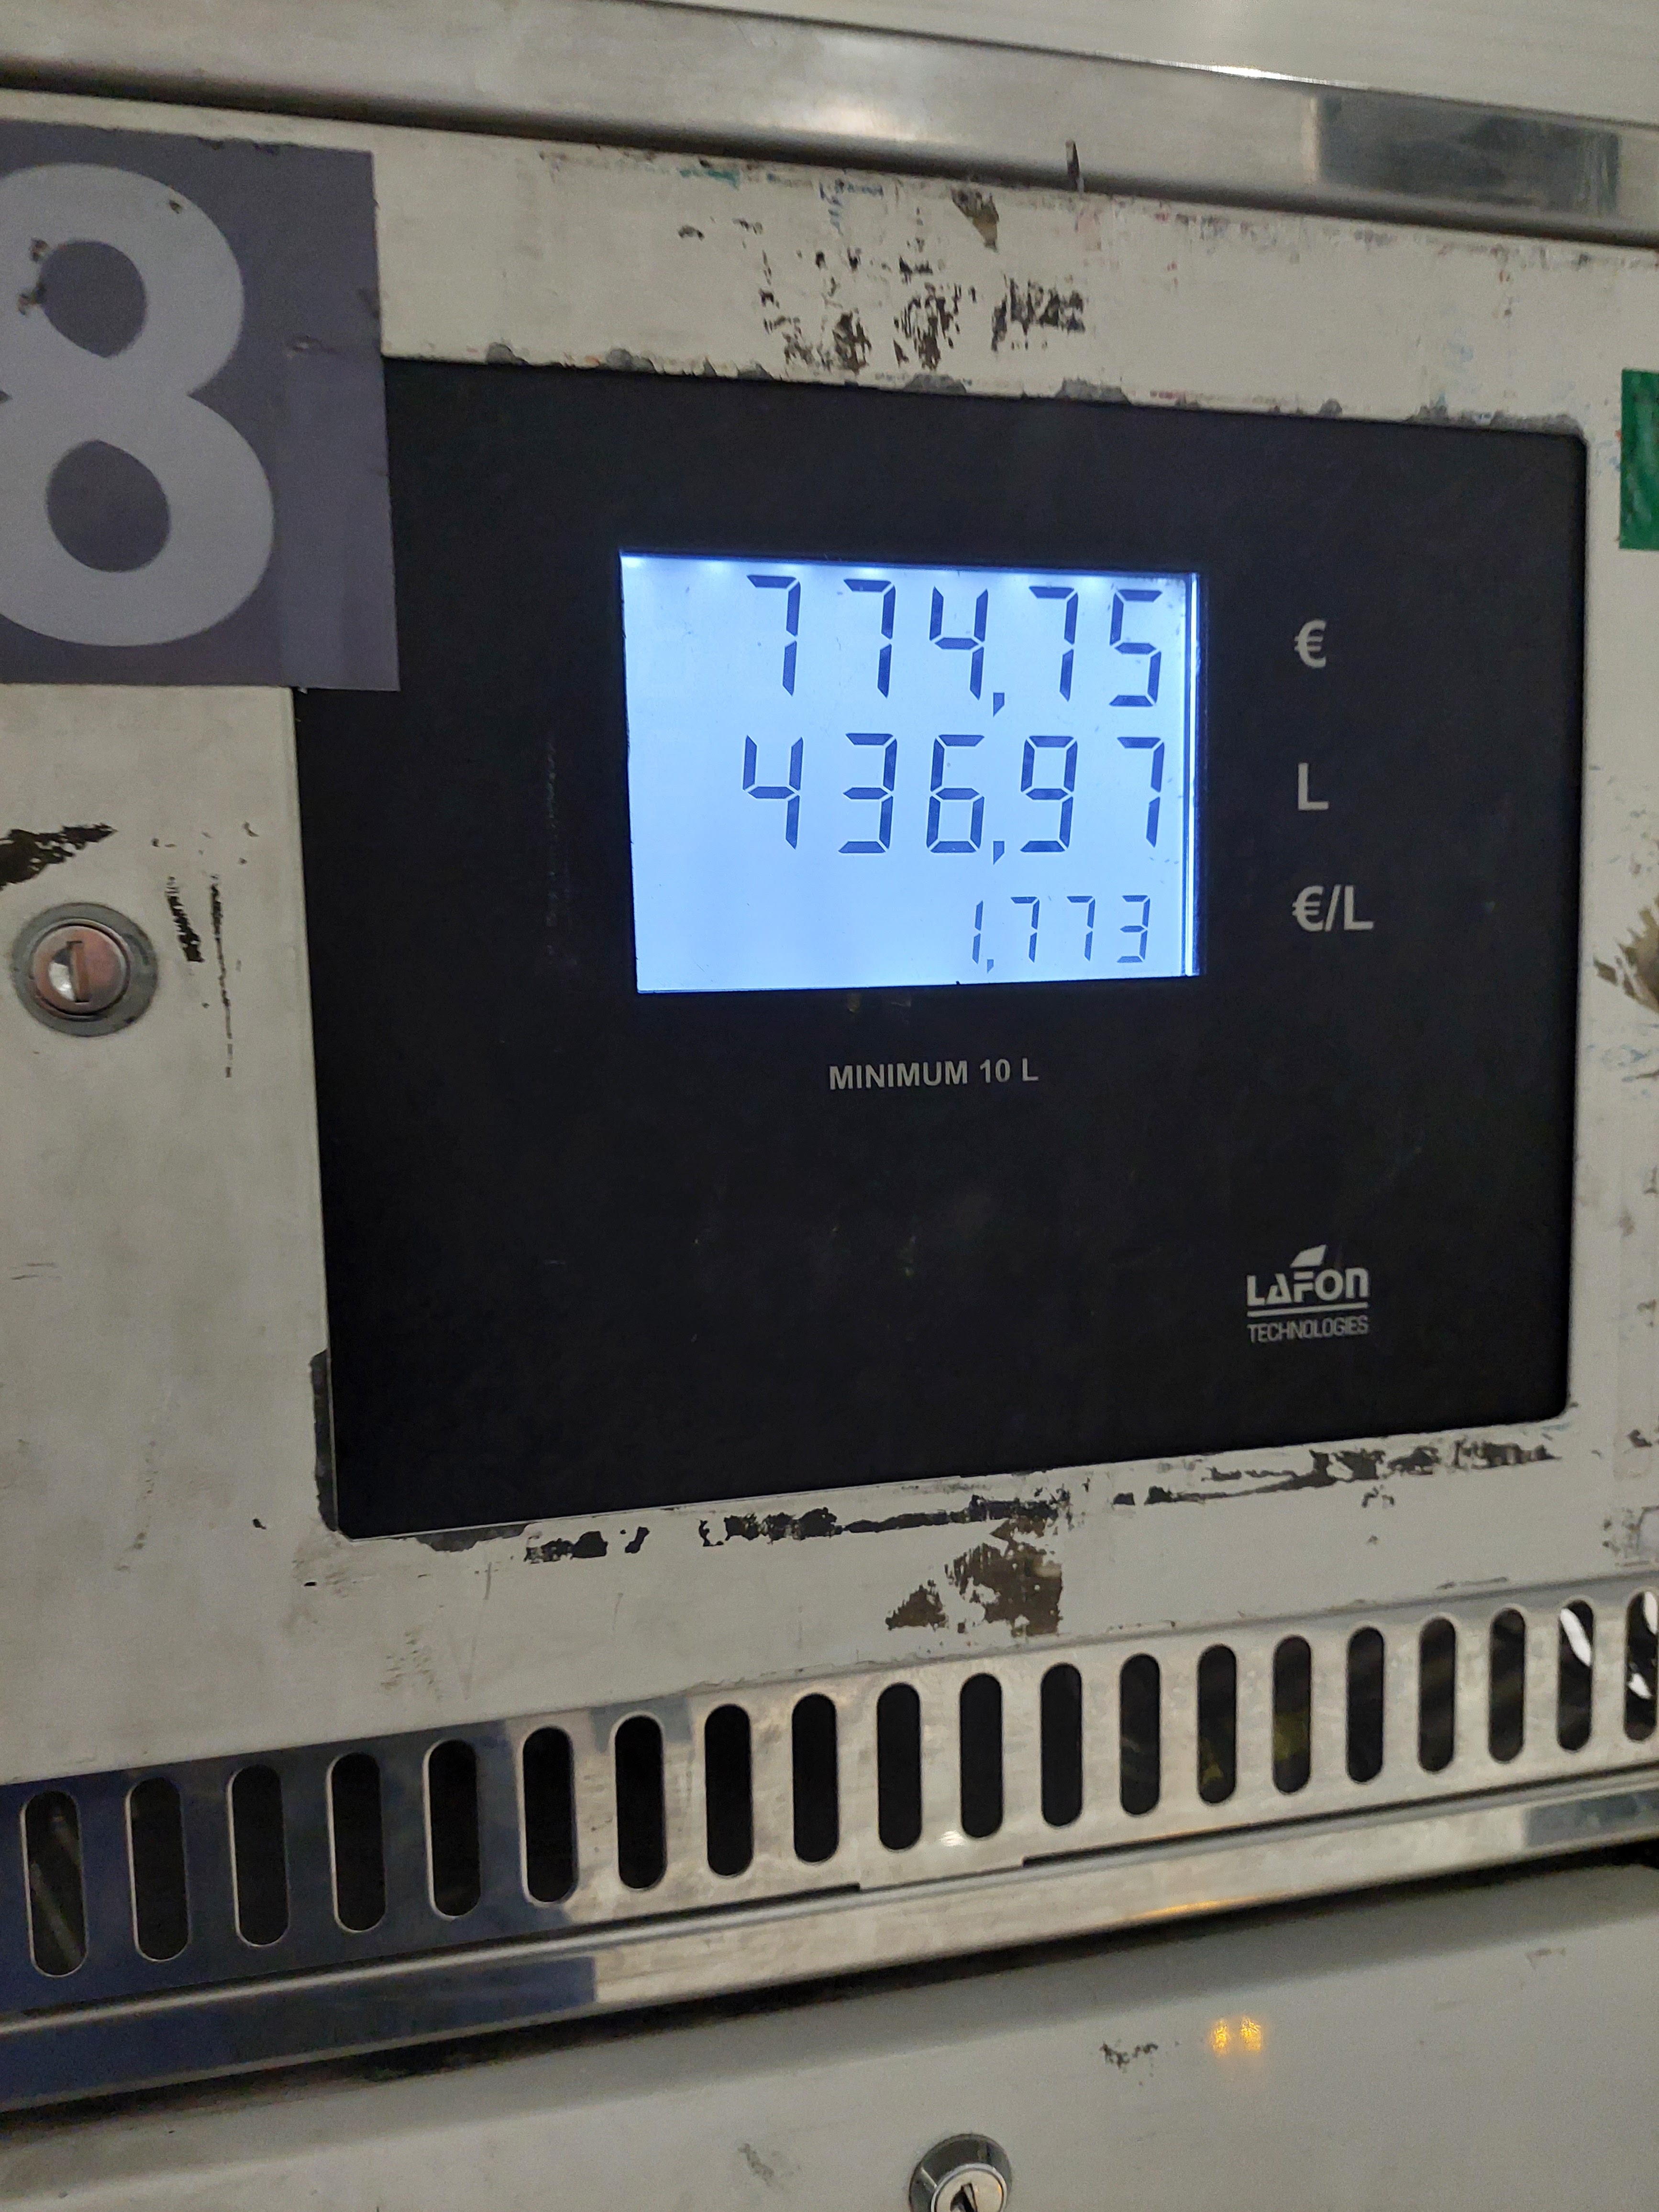 8
774,75 €
436,97 L
1,773 €/L
MINIMUM 10 L
LAFON
TECHNOLOGIES